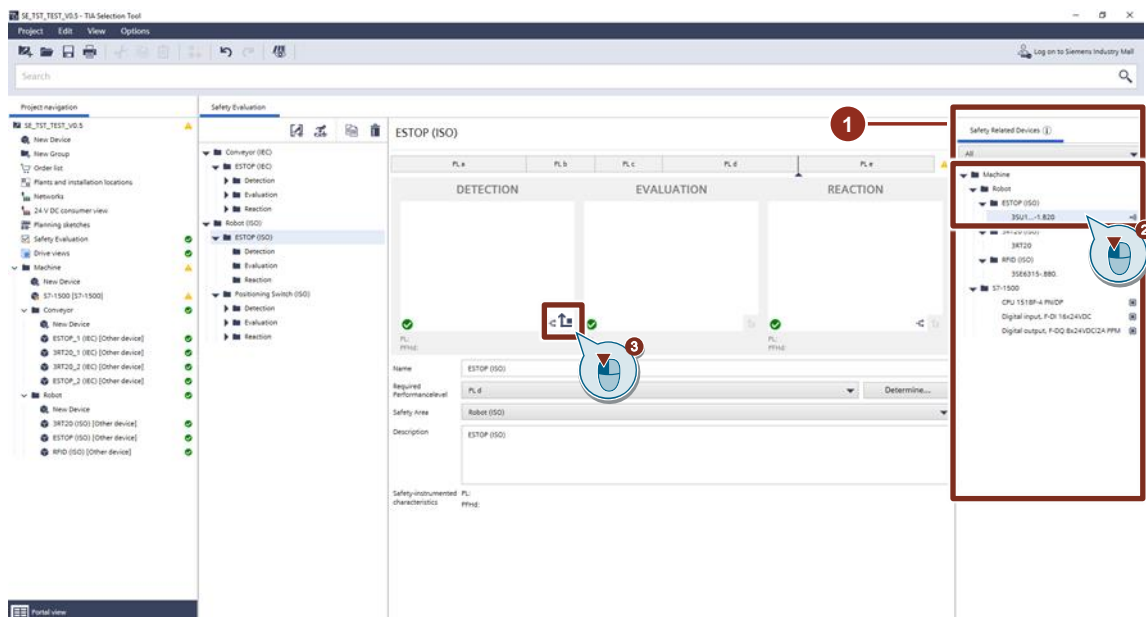 SE_TST_TEST_V0.5 - TIA Selection Tool
Project Edit View Options
Log on to Siemens Industry Mall
Search
Project navigation
SE_TST_TEST_V0.5
New Device
New Group
Order list
Plants and installation locations
Networks
24 V DC consumer view
Planning sketches
Safety Evaluation
Drive views
Machine
New Device
S7-1500 [S7-1500]
Conveyor
New Device
ESTOP_1 (IEC) [Other device]
3RT20_1 (IEC) [Other device]
3RT20_2 (IEC) [Other device]
ESTOP_2 (IEC) [Other device]
Robot
New Device
3RT20 (ISO) [Other device]
ESTOP (ISO) [Other device]
RFID (ISO) [Other device]
Portal view
Safety Evaluation
Conveyor (IEC)
ESTOP (IEC)
Detection
Evaluation
Reaction
Robot (ISO)
ESTOP (ISO)
Detection
Evaluation
Reaction
Positioning Switch (ISO)
Detection
Evaluation
Reaction
ESTOP (ISO)
PL a PL b PL c PL d PL e
DETECTION EVALUATION REACTION
PL: PL:
PFHd: PFHd:
3
Name ESTOP (ISO)
Required Performancelevel PL d Determine...
Safety Area Robot (ISO)
Description ESTOP (ISO)
Safety-instrumented characteristics PL:
PFHd:
1
Safety Related Devices
All
Machine
Robot
ESTOP (ISO)
3SU1...-1.820
2
3RT20
RFID (ISO)
3SE6315-.BB0.
S7-1500
CPU 1518F-4 PN/DP
Digital input, F-DI 16x24VDC
Digital output, F-DQ 8x24VDC/2A PPM